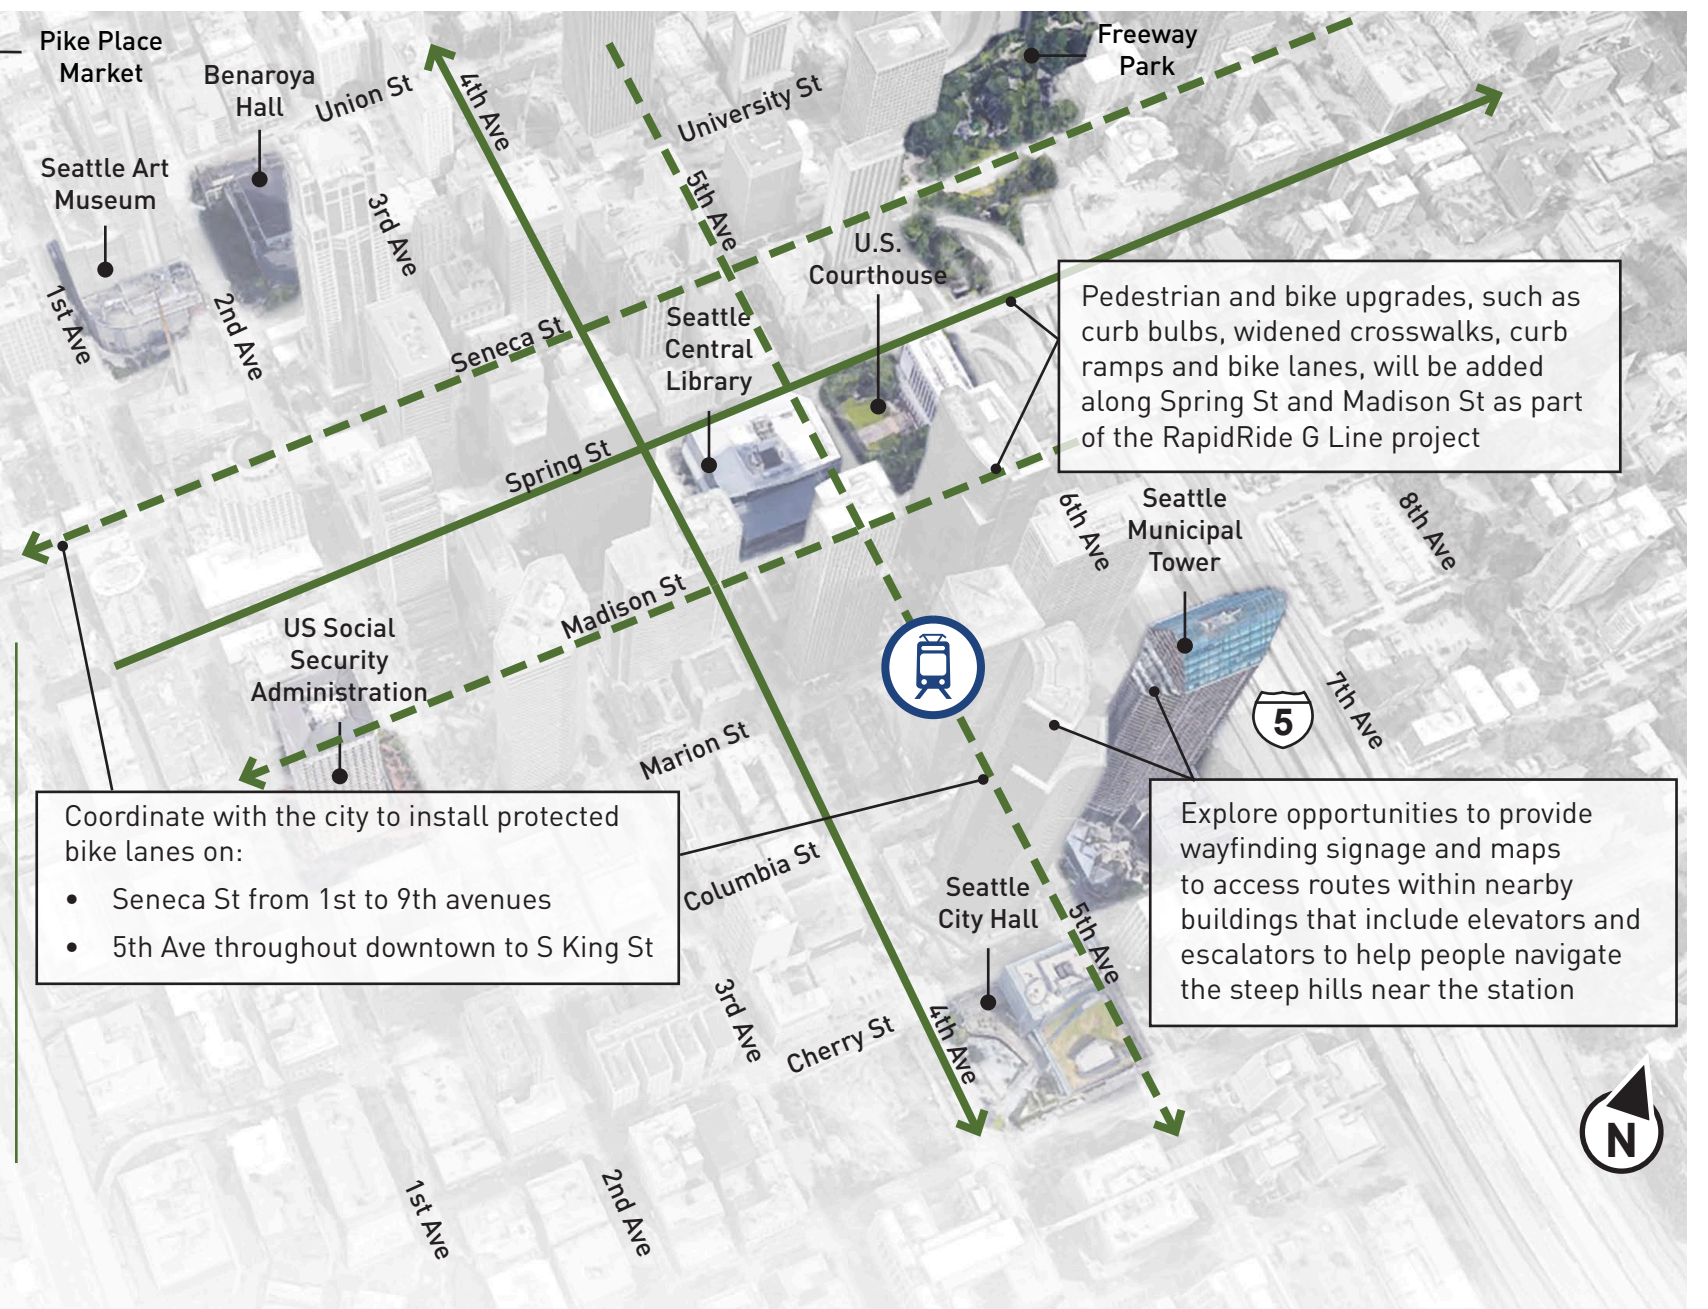 Pike Place
Market
Benaroya
Hall
Union St
4th Ave
University St
Freeway
Park
Seattle Art
Museum
3rd Ave
5th Ave
U.S.
Courthouse
1st Ave
2nd Ave
Seneca St
Seattle
Central
Library
Pedestrian and bike upgrades, such as
curb bulbs, widened crosswalks, curb
ramps and bike lanes, will be added
along Spring St and Madison St as part
of the RapidRide G Line project
Spring St
6th Ave
Seattle
Municipal
Tower
8th Ave
Madison St
US Social
Security
Administration
Marion St
5
7th Ave
Coordinate with the city to install protected
bike lanes on:
• Seneca St from 1st to 9th avenues
• 5th Ave throughout downtown to S King St
Columbia St
Seattle
City Hall
5th Ave
Explore opportunities to provide
wayfinding signage and maps
to access routes within nearby
buildings that include elevators and
escalators to help people navigate
the steep hills near the station
3rd Ave
Cherry St
4th Ave
N
1st Ave
2nd Ave